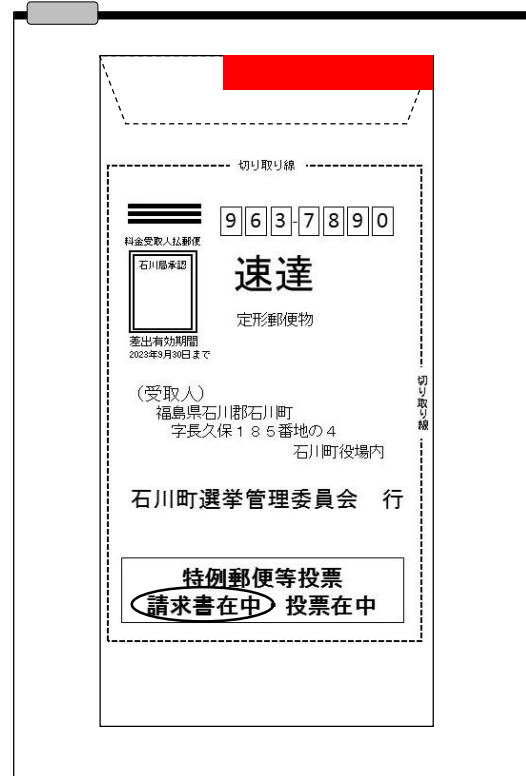 切り取り線
963-7890
料金受取人払郵便
石川局承認
速達
定形郵便物
差出有効期間
2023年9月30日まで
切り取り線
(受取人)
福島県石川郡石川町
字長久保185番地の4
石川町役場内
石川町選挙管理委員会 行
特例郵便等投票
請求書在中・投票在中